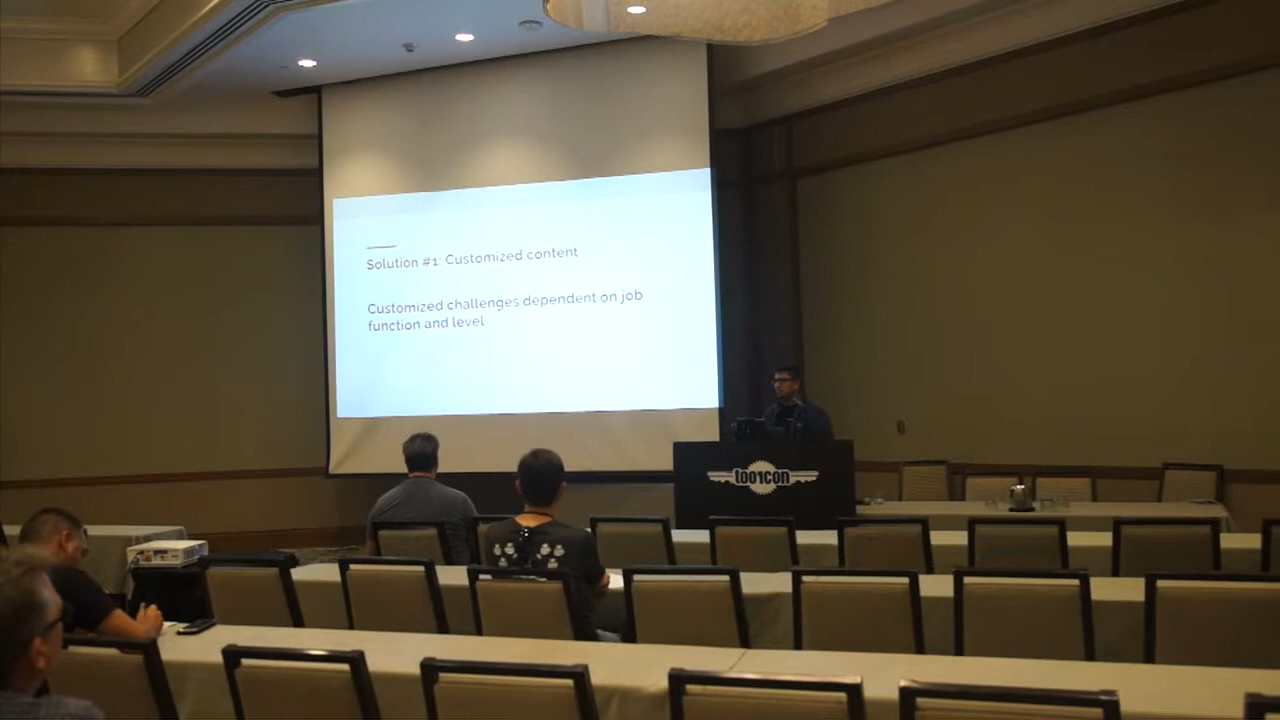 Solution #1: Customized content
Customized challenges dependent on job
function and level
toorcon